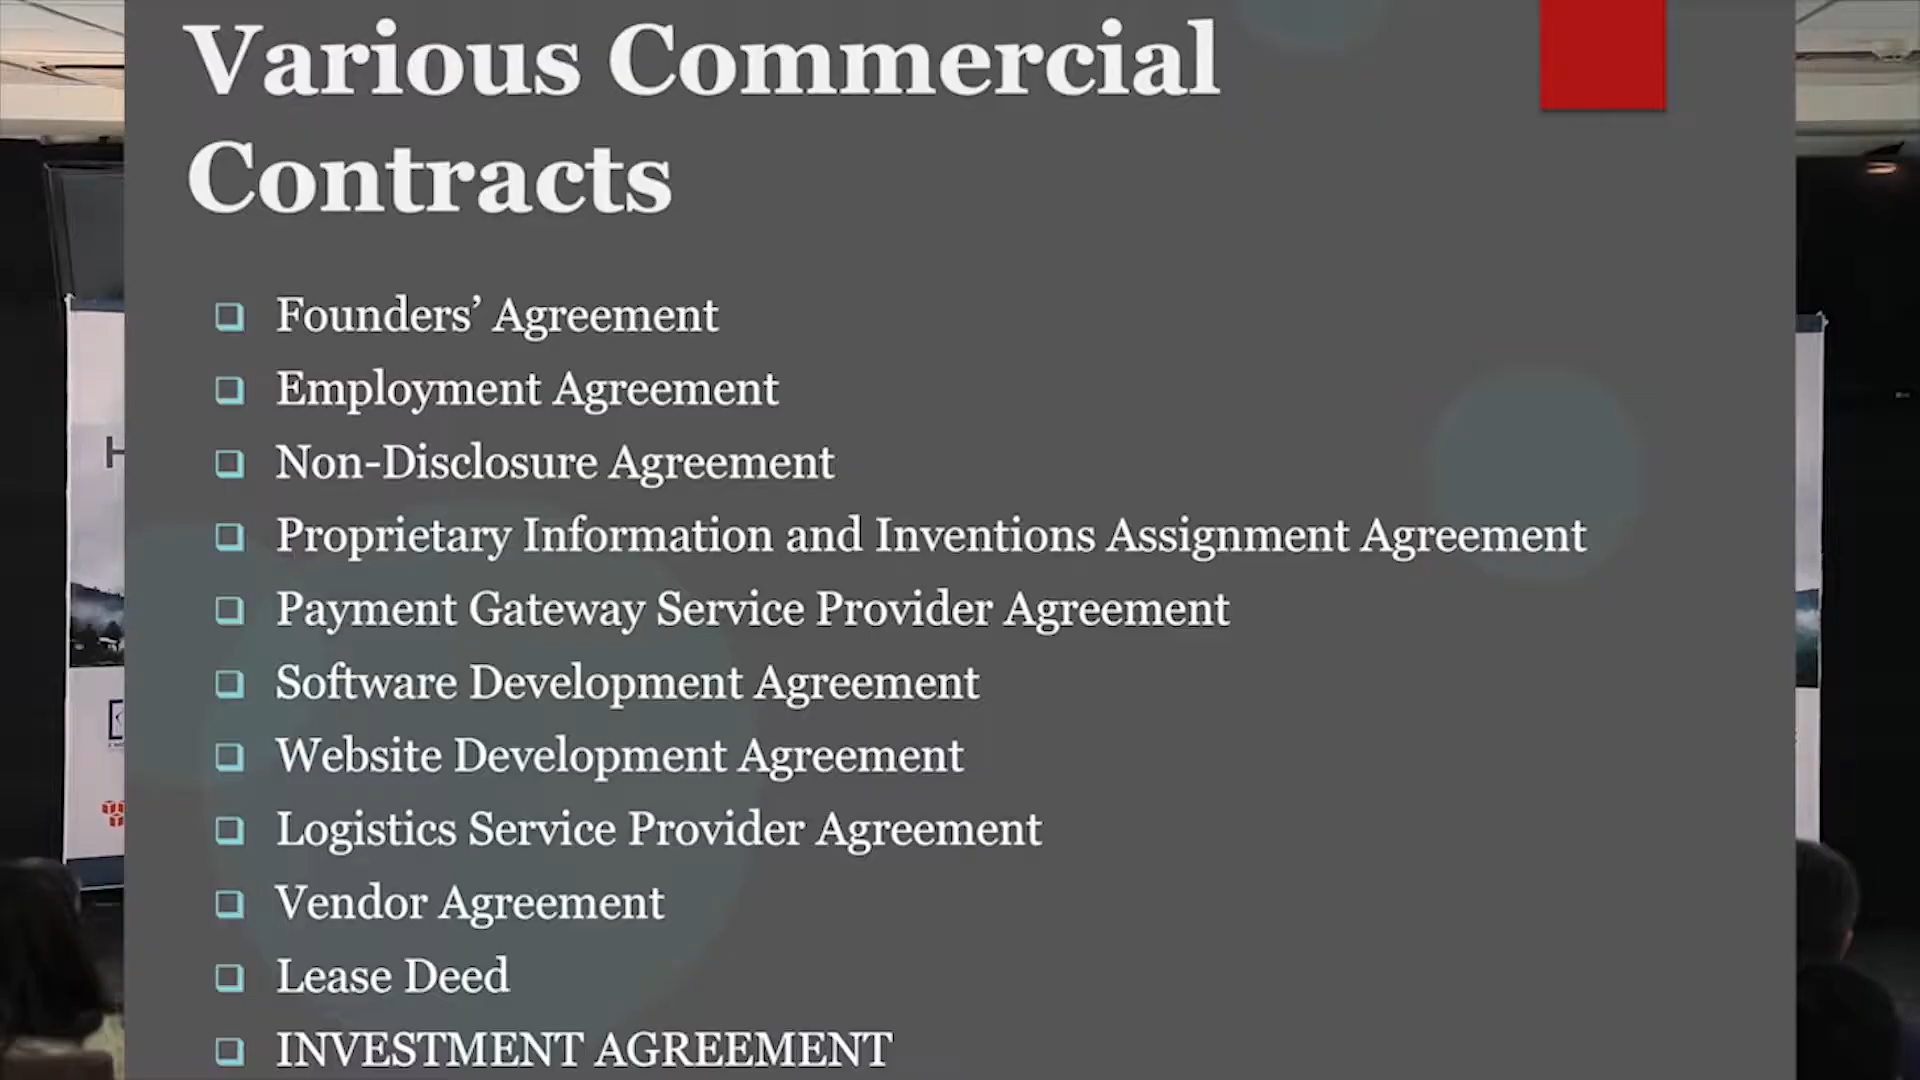 Various Commercial
Contracts
Founders’ Agreement
Employment Agreement
Non-Disclosure Agreement
Proprietary Information and Inventions Assignment Agreement
Payment Gateway Service Provider Agreement
Software Development Agreement
Website Development Agreement
Logistics Service Provider Agreement
Vendor Agreement
Lease Deed
INVESTMENT AGREEMENT